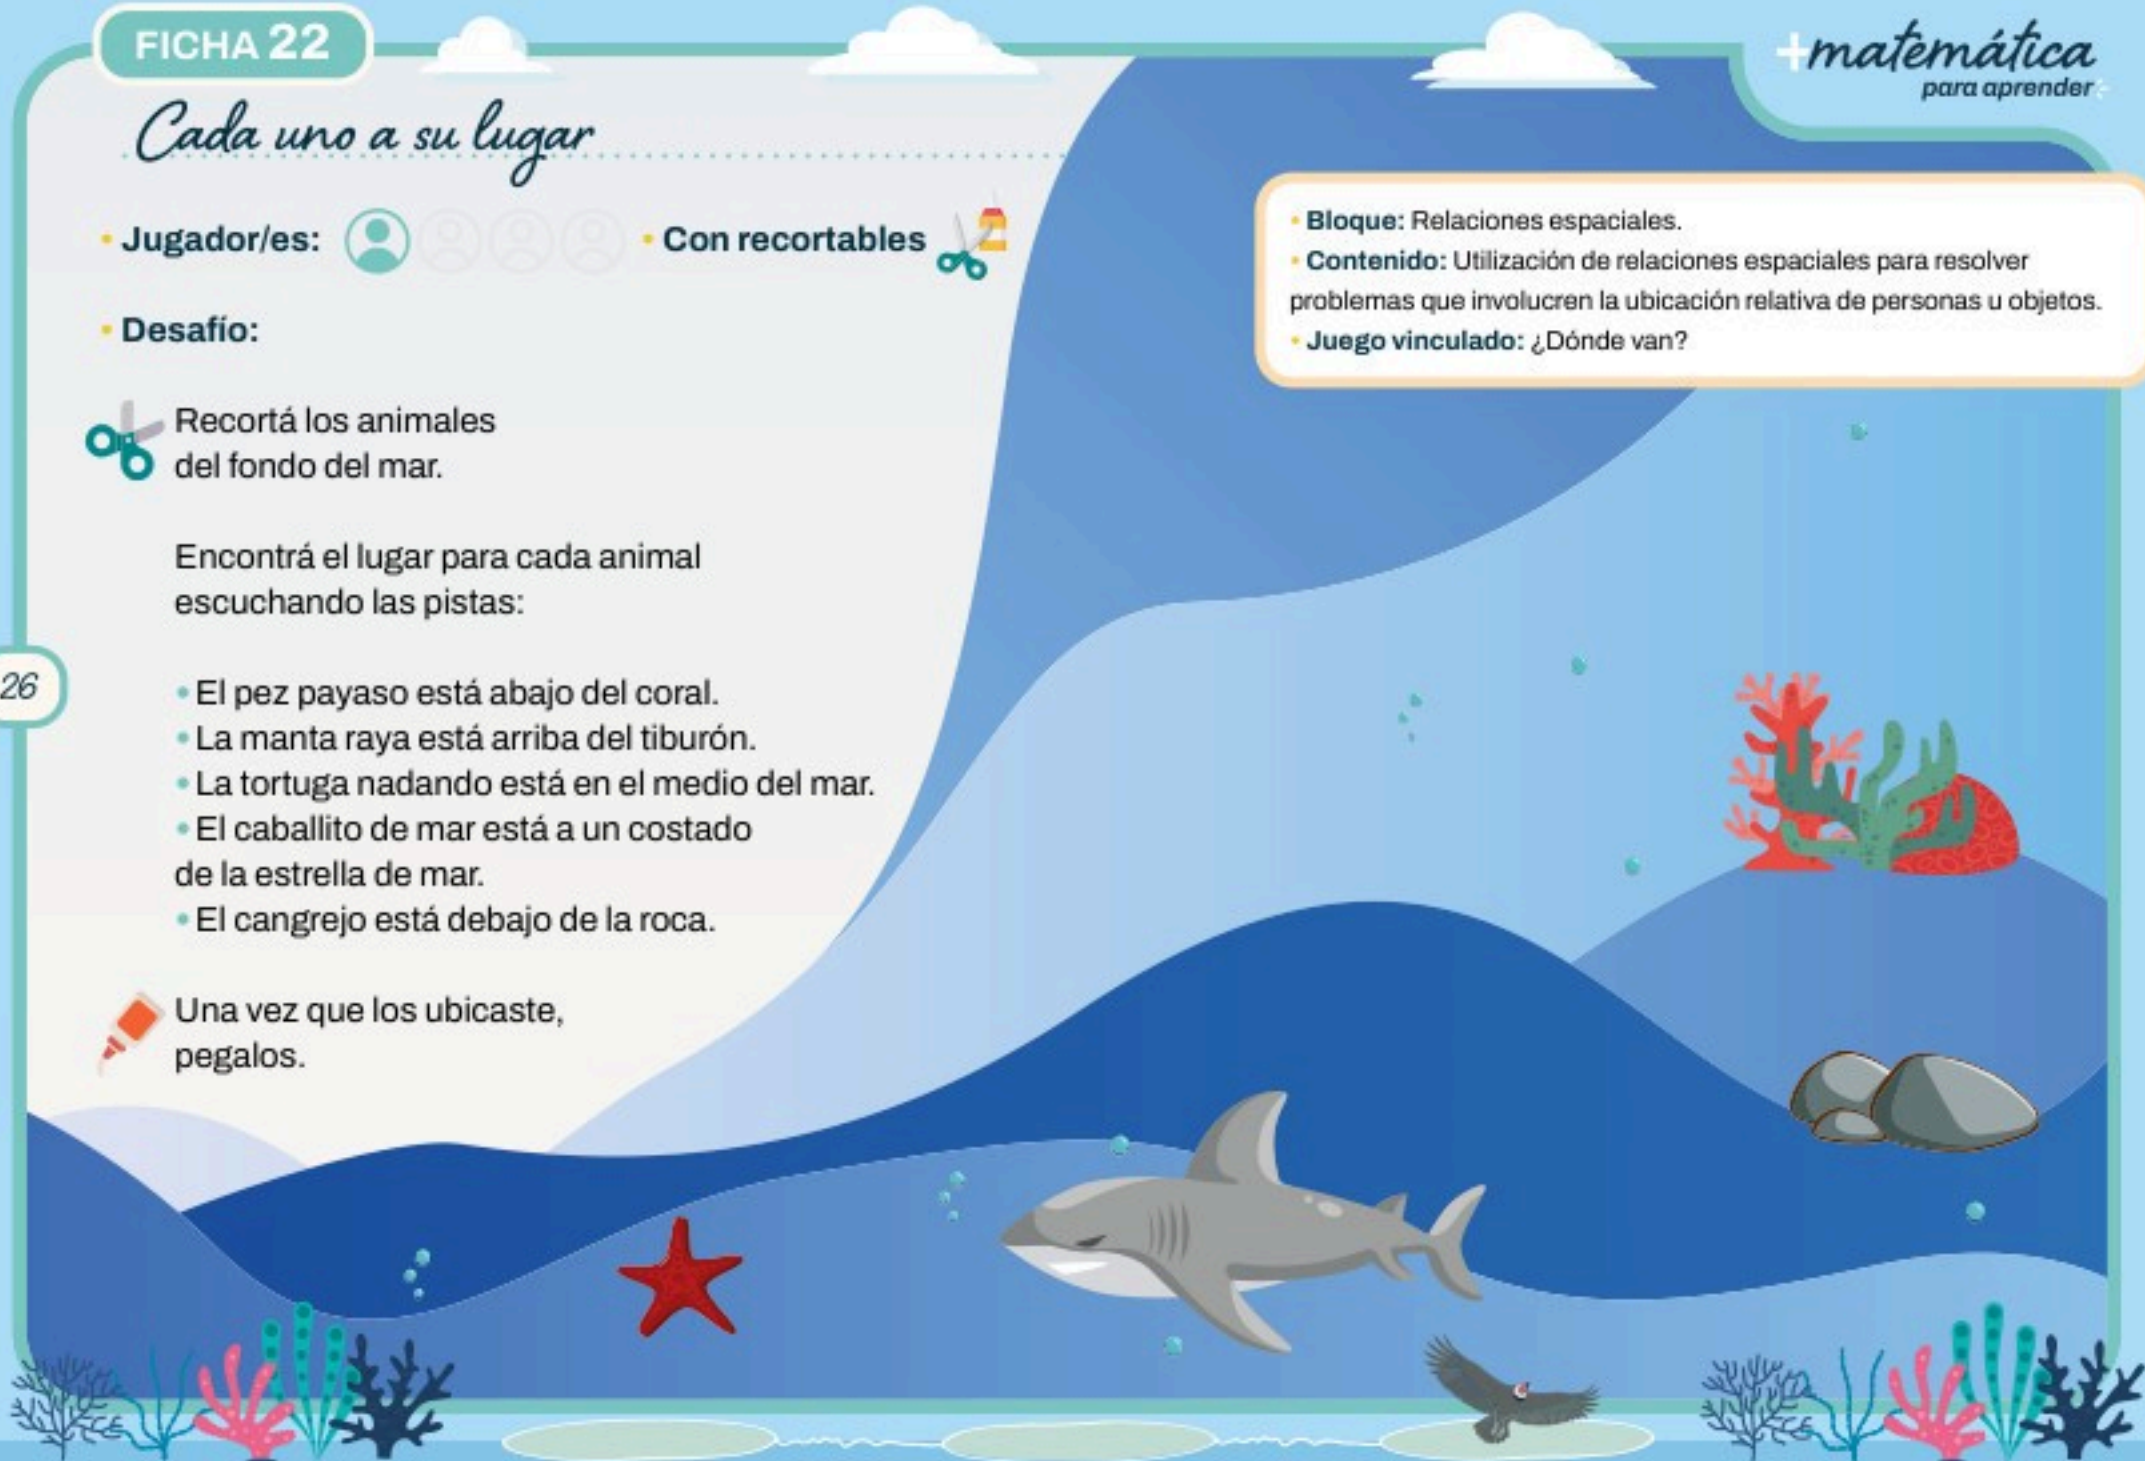 FICHA 22
+matemática
para aprender
Cada uno a su lugar
• Jugador/es:
• Con recortables
• Bloque: Relaciones espaciales.
• Contenido: Utilización de relaciones espaciales para resolver
problemas que involucren la ubicación relativa de personas u objetos.
• Juego vinculado: ¿Dónde van?
• Desafío:
Recortá los animales
del fondo del mar.
Encontrá el lugar para cada animal
escuchando las pistas:
• El pez payaso está abajo del coral.
• La manta raya está arriba del tiburón.
• La tortuga nadando está en el medio del mar.
• El caballito de mar está a un costado
de la estrella de mar.
• El cangrejo está debajo de la roca.
Una vez que los ubicaste,
pegalos.
26